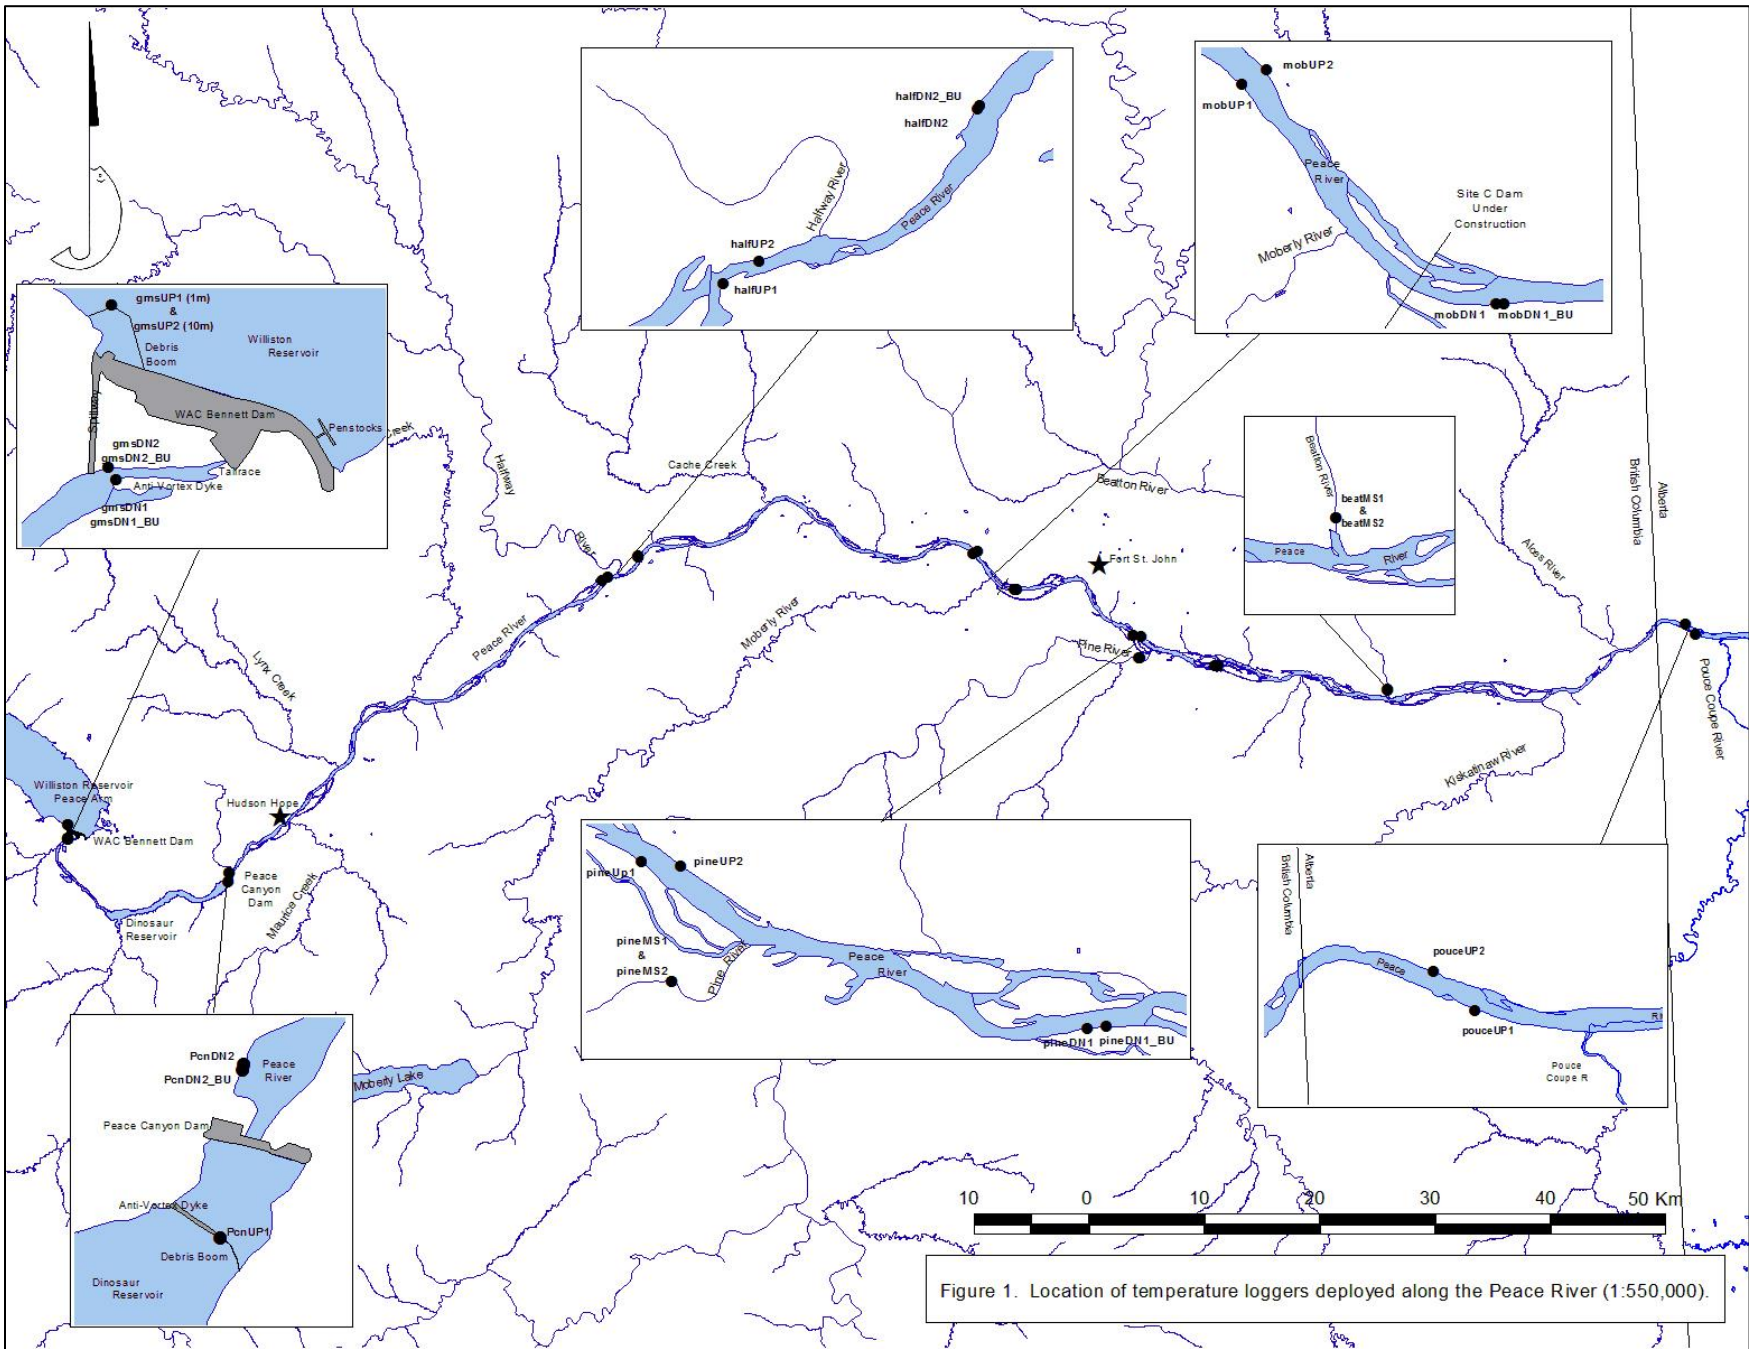 halfDN2_BU
halfDN2
Halfway River
Peace River
halfUP2
halfUP1
mobUP2
mobUP1
Peace
River
Site C Dam
Under
Construction
Moberly River
mobDN1
mobDN1_BU
gmsUP1 (1m)
&
gmsUP2 (10m)
Debris
Boom
Williston
Reservoir
Spillway
WAC Bennett Dam
Penstocks
gmsDN2
gmsDN2_BU
Tailrace
Anti Vortex Dyke
gmsDN1
gmsDN1_BU
Creek
Halfway
River
Cache Creek
Beatton River
Beatton River
beatMS1
&
beatMS2
Peace
River
British Columbia
Alberta
Alces River
Fort St. John
Moberly River
Peace River
Pine River
Lynx Creek
Pouce Coupe River
Kiskatinaw River
Williston Reservoir
Peace Arm
WAC Bennett Dam
Hudson Hope
Peace
Canyon
Dam
Maurice Creek
Dinosaur
Reservoir
pineUp1
pineUP2
pineMS1
&
pineMS2
Pine River
Peace
River
pineDN1
pineDN1_BU
British Columbia
Alberta
Peace
pouceUP2
pouceUP1
Pouce
Coupe R
PcnDN2
PcnDN2_BU
Peace
River
Peace Canyon Dam
Anti-Vortex Dyke
PcnUP1
Debris Boom
Dinosaur
Reservoir
Moberly Lake
10 0 10 20 30 40 50 Km
Figure 1. Location of temperature loggers deployed along the Peace River (1:550,000).